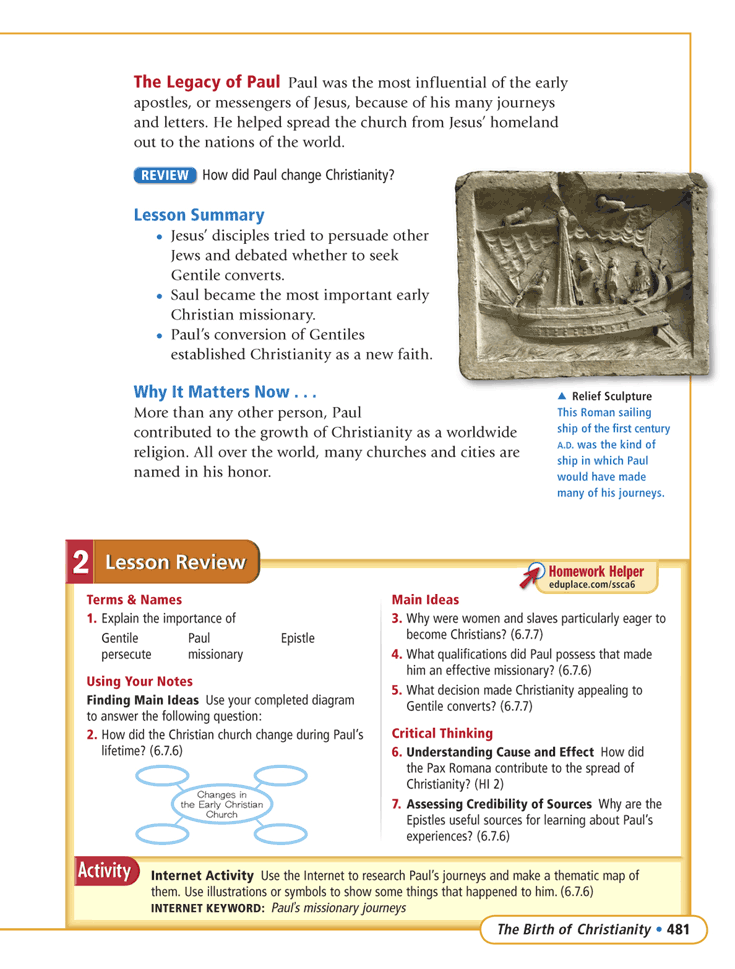 The Legacy of Paul Paul was the most influential of the early
apostles, or messengers of Jesus, because of his many journeys
and letters. He helped spread the church from Jesus’ homeland
out to the nations of the world.
REVIEW How did Paul change Christianity?
Lesson Summary
• Jesus’ disciples tried to persuade other
Jews and debated whether to seek
Gentile converts.
• Saul became the most important early
Christian missionary.
• Paul’s conversion of Gentiles
established Christianity as a new faith.
Why It Matters Now . . .
More than any other person, Paul
contributed to the growth of Christianity as a worldwide
religion. All over the world, many churches and cities are
named in his honor.
▲ Relief Sculpture
This Roman sailing
ship of the first century
A.D. was the kind of
ship in which Paul
would have made
many of his journeys.
2 Lesson Review
Homework Helper
eduplace.com/ssca6
Terms & Names
1. Explain the importance of
Gentile Paul Epistle
persecute missionary
Using Your Notes
Finding Main Ideas Use your completed diagram
to answer the following question:
2. How did the Christian church change during Paul’s
lifetime? (6.7.6)
Changes in
the Early Christian
Church
Main Ideas
3. Why were women and slaves particularly eager to
become Christians? (6.7.7)
4. What qualifications did Paul possess that made
him an effective missionary? (6.7.6)
5. What decision made Christianity appealing to
Gentile converts? (6.7.7)
Critical Thinking
6. Understanding Cause and Effect How did
the Pax Romana contribute to the spread of
Christianity? (HI 2)
7. Assessing Credibility of Sources Why are the
Epistles useful sources for learning about Paul’s
experiences? (6.7.6)
Activity
Internet Activity Use the Internet to research Paul’s journeys and make a thematic map of
them. Use illustrations or symbols to show some things that happened to him. (6.7.6)
INTERNET KEYWORD: Paul’s missionary journeys
The Birth of Christianity • 481